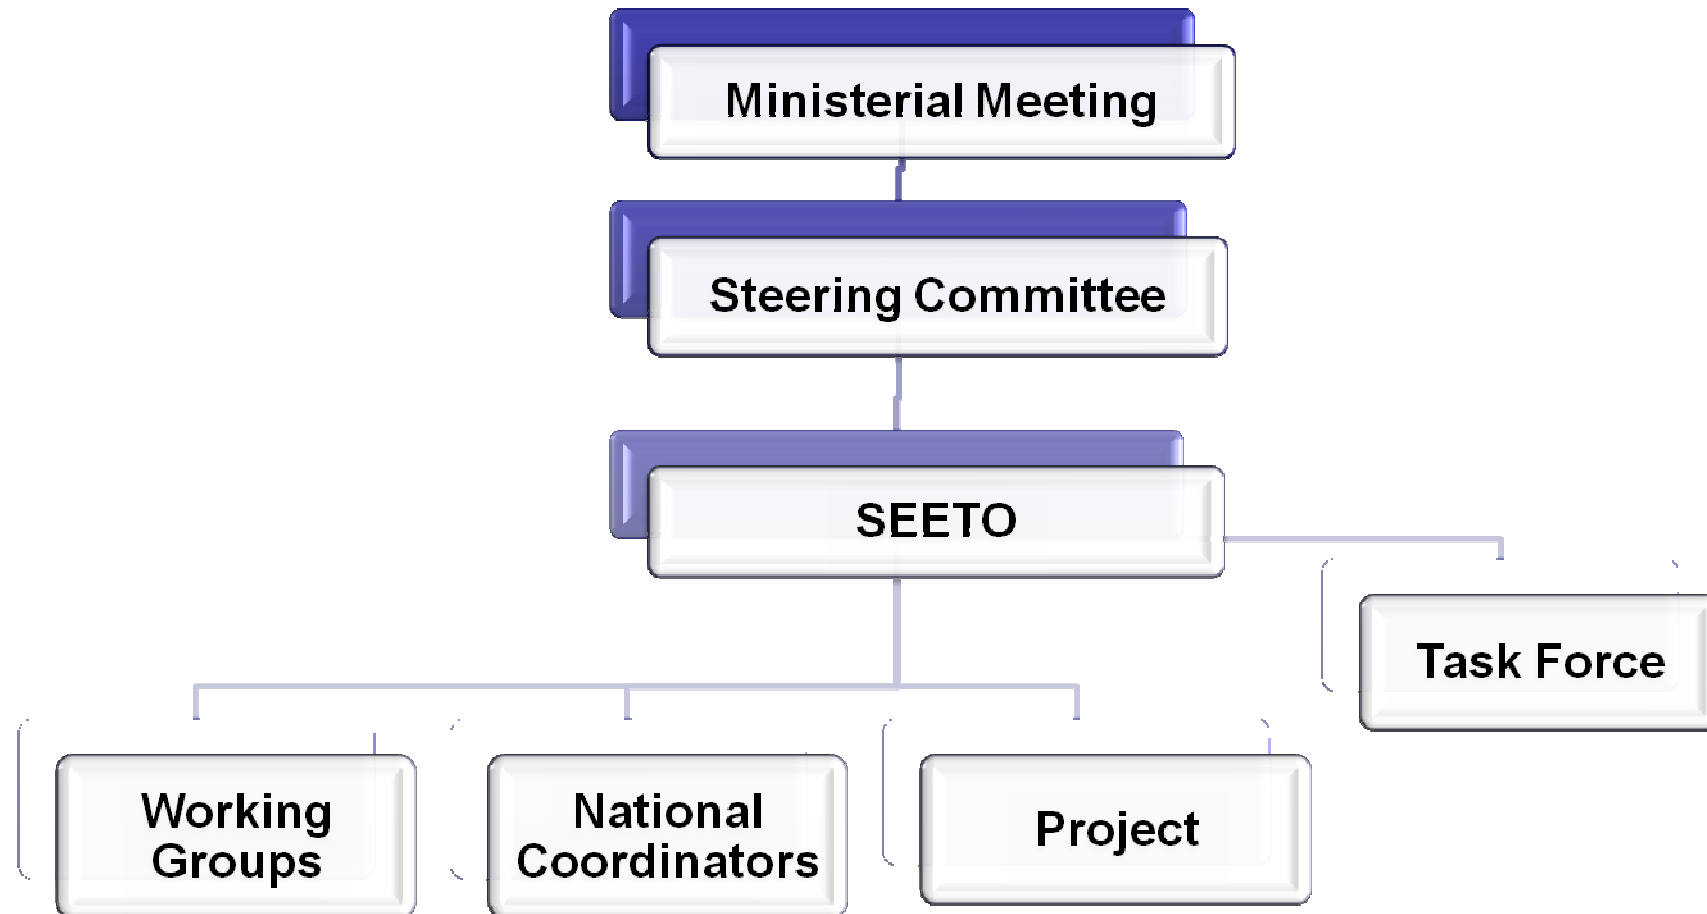 Ministerial Meeting
Steering Committee
SEETO
Task Force
Working
Groups
National
Coordinators
Project